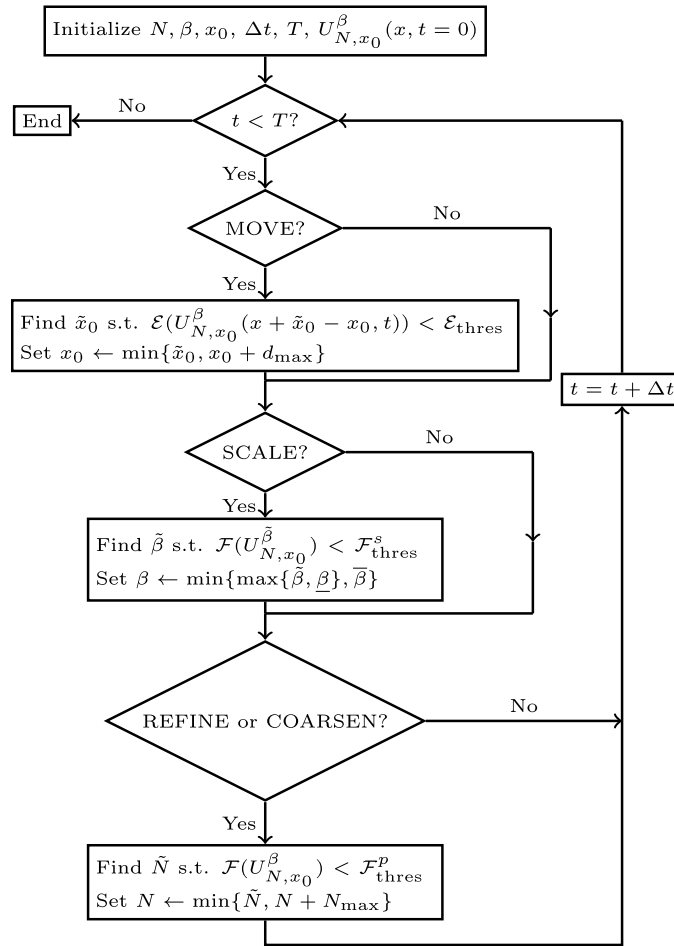 Initialize N, β, x₀, Δt, T, U^β_{N,x₀}(x, t = 0)
No
End
t < T?
Yes
MOVE?
No
Yes
Find x̃₀ s.t. ℰ(U^β_{N,x₀}(x + x̃₀ − x₀, t)) < ℰ_thres
Set x₀ ← min{x̃₀, x₀ + d_max}
t = t + Δt
SCALE?
No
Yes
Find β̃ s.t. ℱ(U^β̃_{N,x₀}) < ℱ^s_thres
Set β ← min{max{β̃, β̲}, β̅}
REFINE or COARSEN?
No
Yes
Find Ñ s.t. ℱ(U^β_{N,x₀}) < ℱ^p_thres
Set N ← min{Ñ, N + N_max}